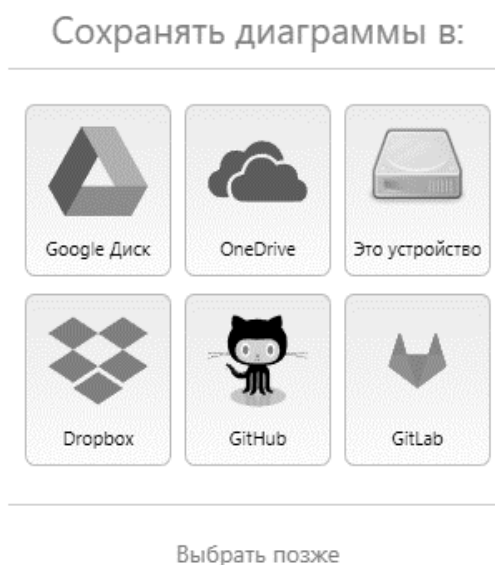 Сохранять диаграммы в:
Google Диск
OneDrive
Это устройство
Dropbox
GitHub
GitLab
Выбрать позже